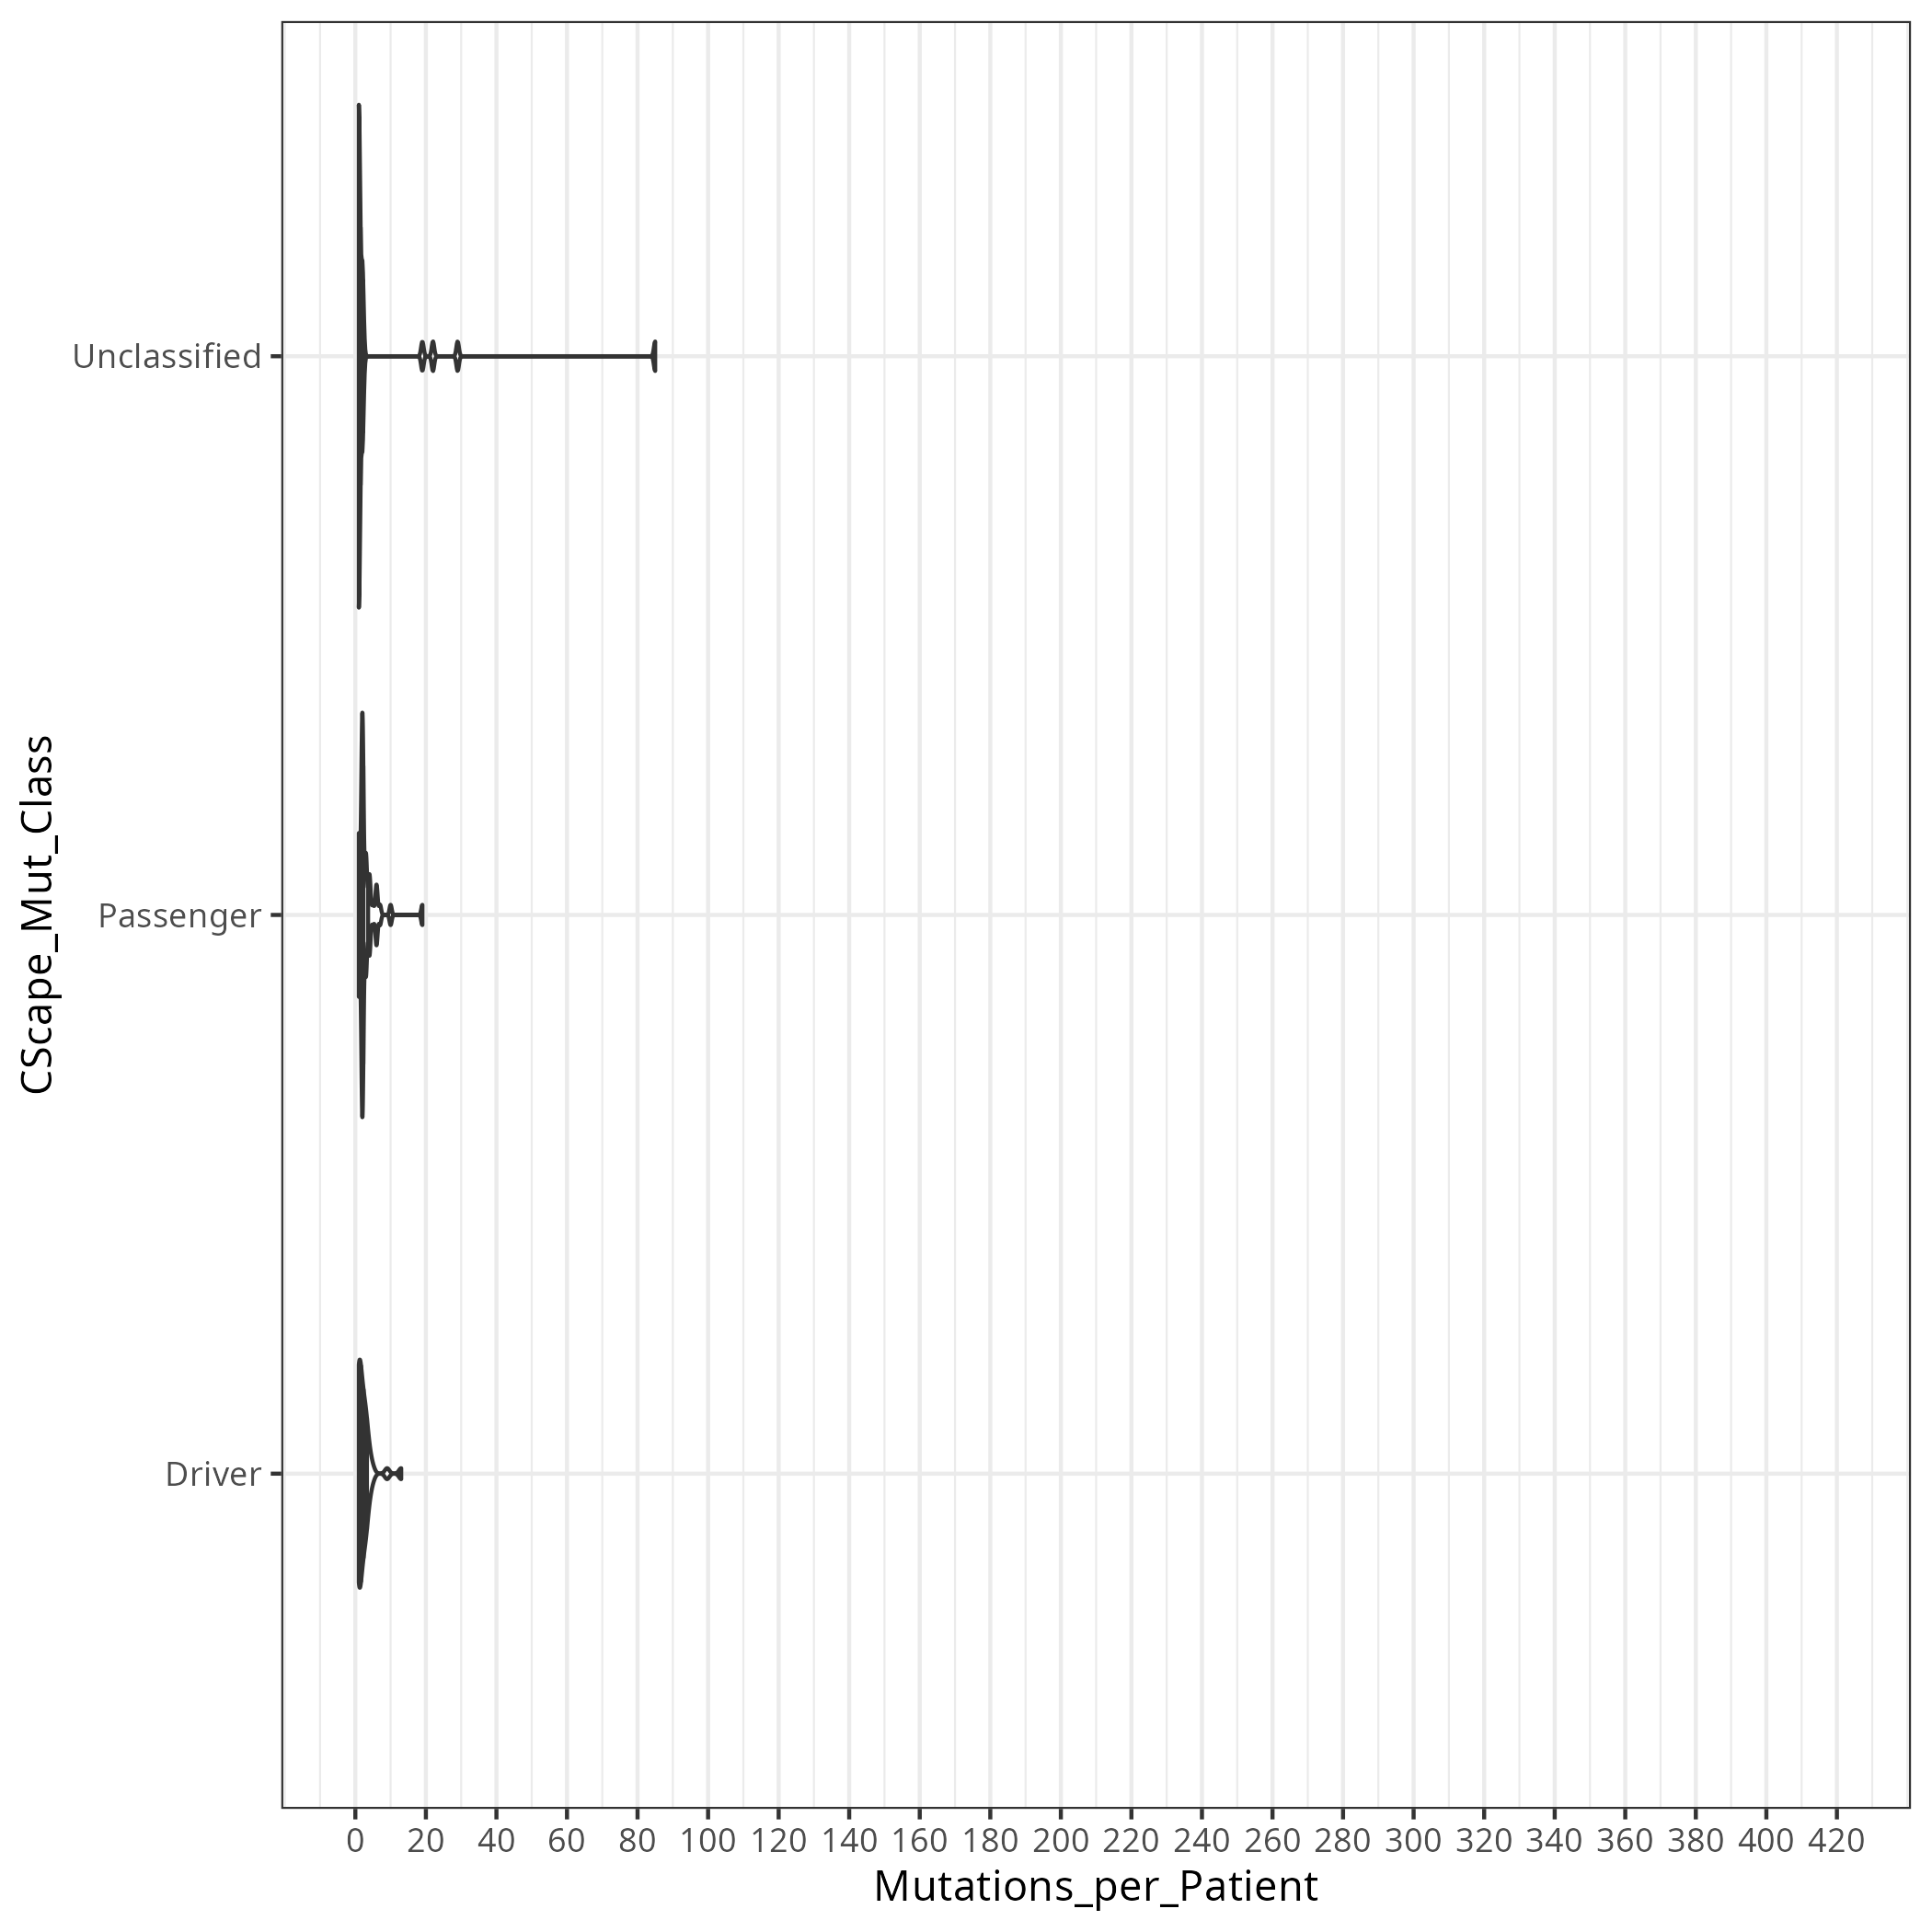 CScape_Mut_Class
Unclassified
Passenger
Driver
0 20 40 60 80 100 120 140 160 180 200 220 240 260 280 300 320 340 360 380 400 420
Mutations_per_Patient